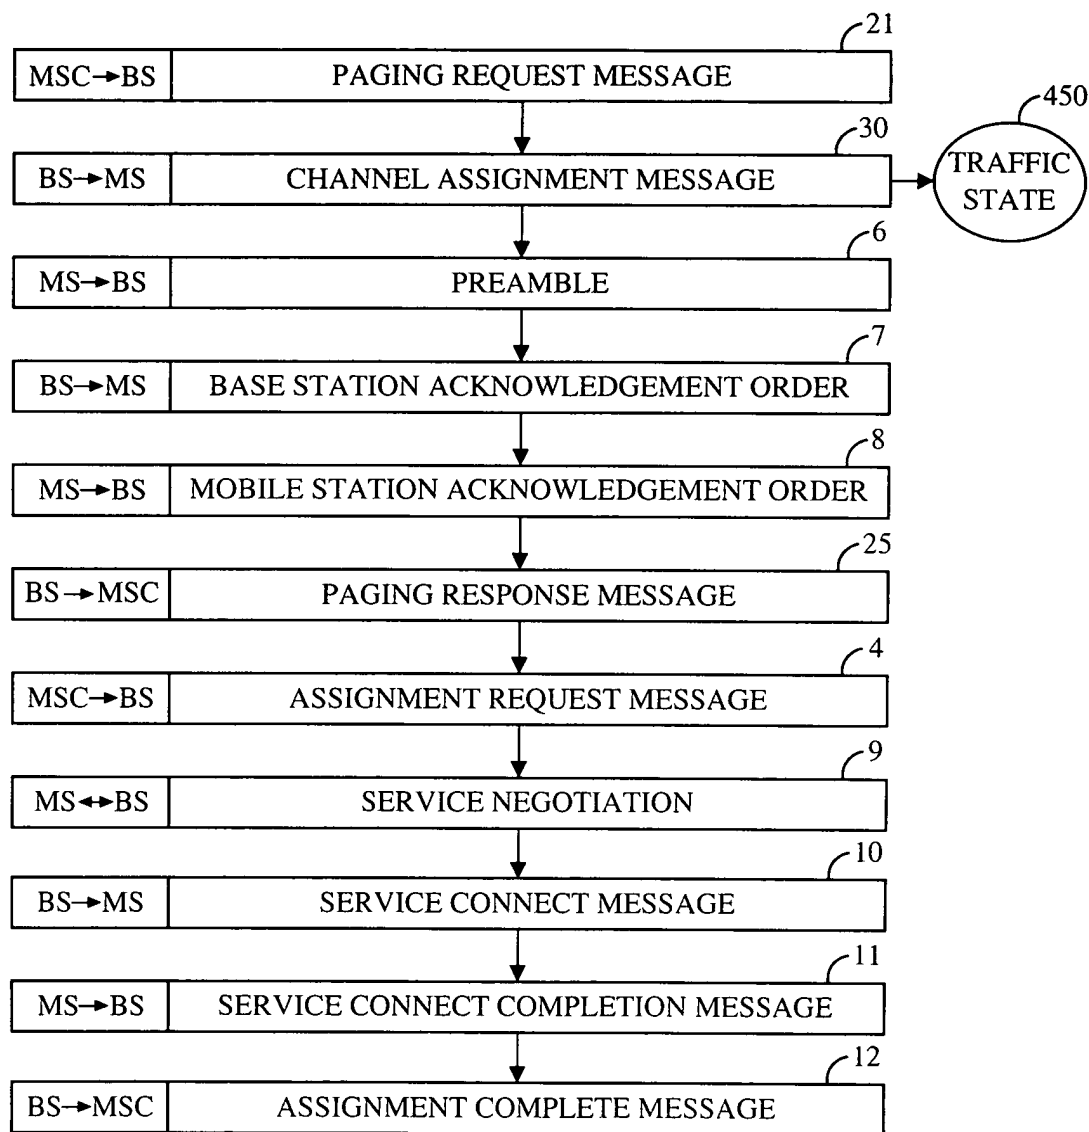 21
MSC→BS PAGING REQUEST MESSAGE
450
30
BS→MS CHANNEL ASSIGNMENT MESSAGE
TRAFFIC
STATE
6
MS→BS PREAMBLE
7
BS→MS BASE STATION ACKNOWLEDGEMENT ORDER
8
MS→BS MOBILE STATION ACKNOWLEDGEMENT ORDER
25
BS→MSC PAGING RESPONSE MESSAGE
4
MSC→BS ASSIGNMENT REQUEST MESSAGE
9
MS↔BS SERVICE NEGOTIATION
10
BS→MS SERVICE CONNECT MESSAGE
11
MS→BS SERVICE CONNECT COMPLETION MESSAGE
12
BS→MSC ASSIGNMENT COMPLETE MESSAGE